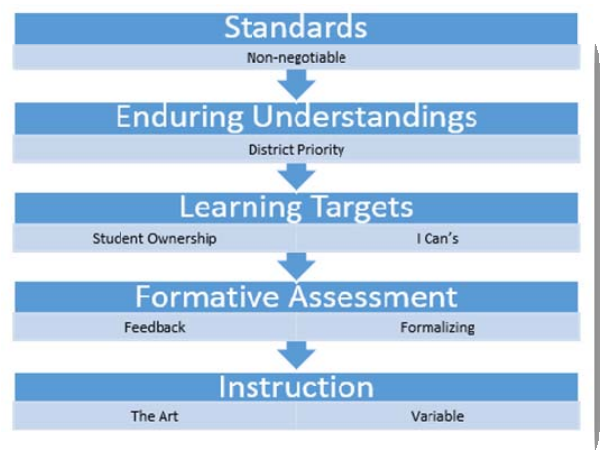 Standards
Non-negotiable
Enduring Understandings
District Priority
Learning Targets
Student Ownership I Can's
Formative Assessment
Feedback Formalizing
Instruction
The Art Variable